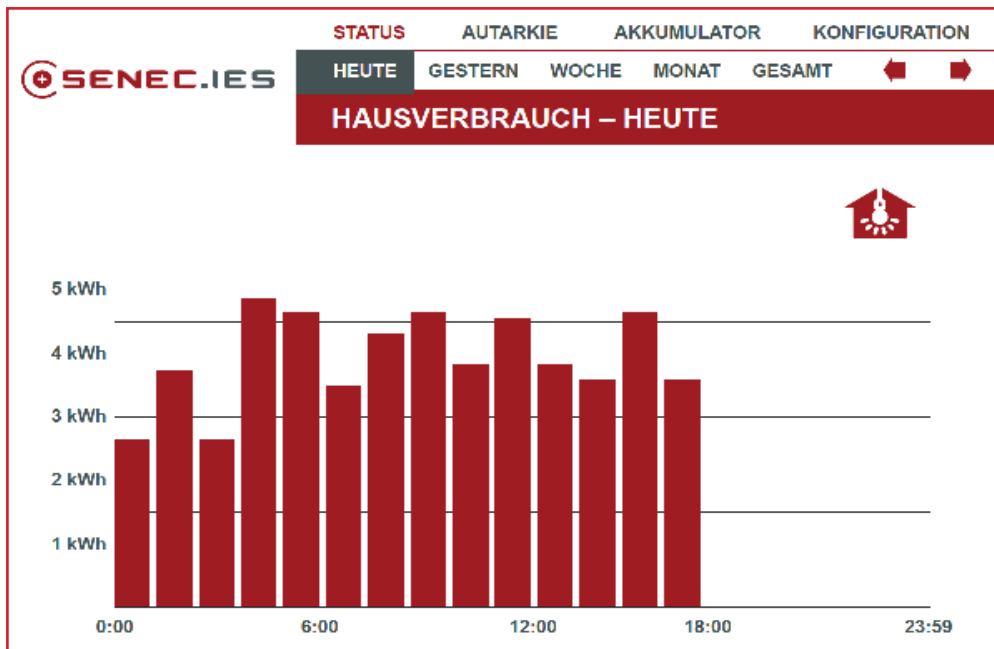 STATUS AUTARKIE AKKUMULATOR KONFIGURATION
SENEC.IES
HEUTE GESTERN WOCHE MONAT GESAMT
HAUSVERBRAUCH – HEUTE
5 kWh
4 kWh
3 kWh
2 kWh
1 kWh
0:00 6:00 12:00 18:00 23:59